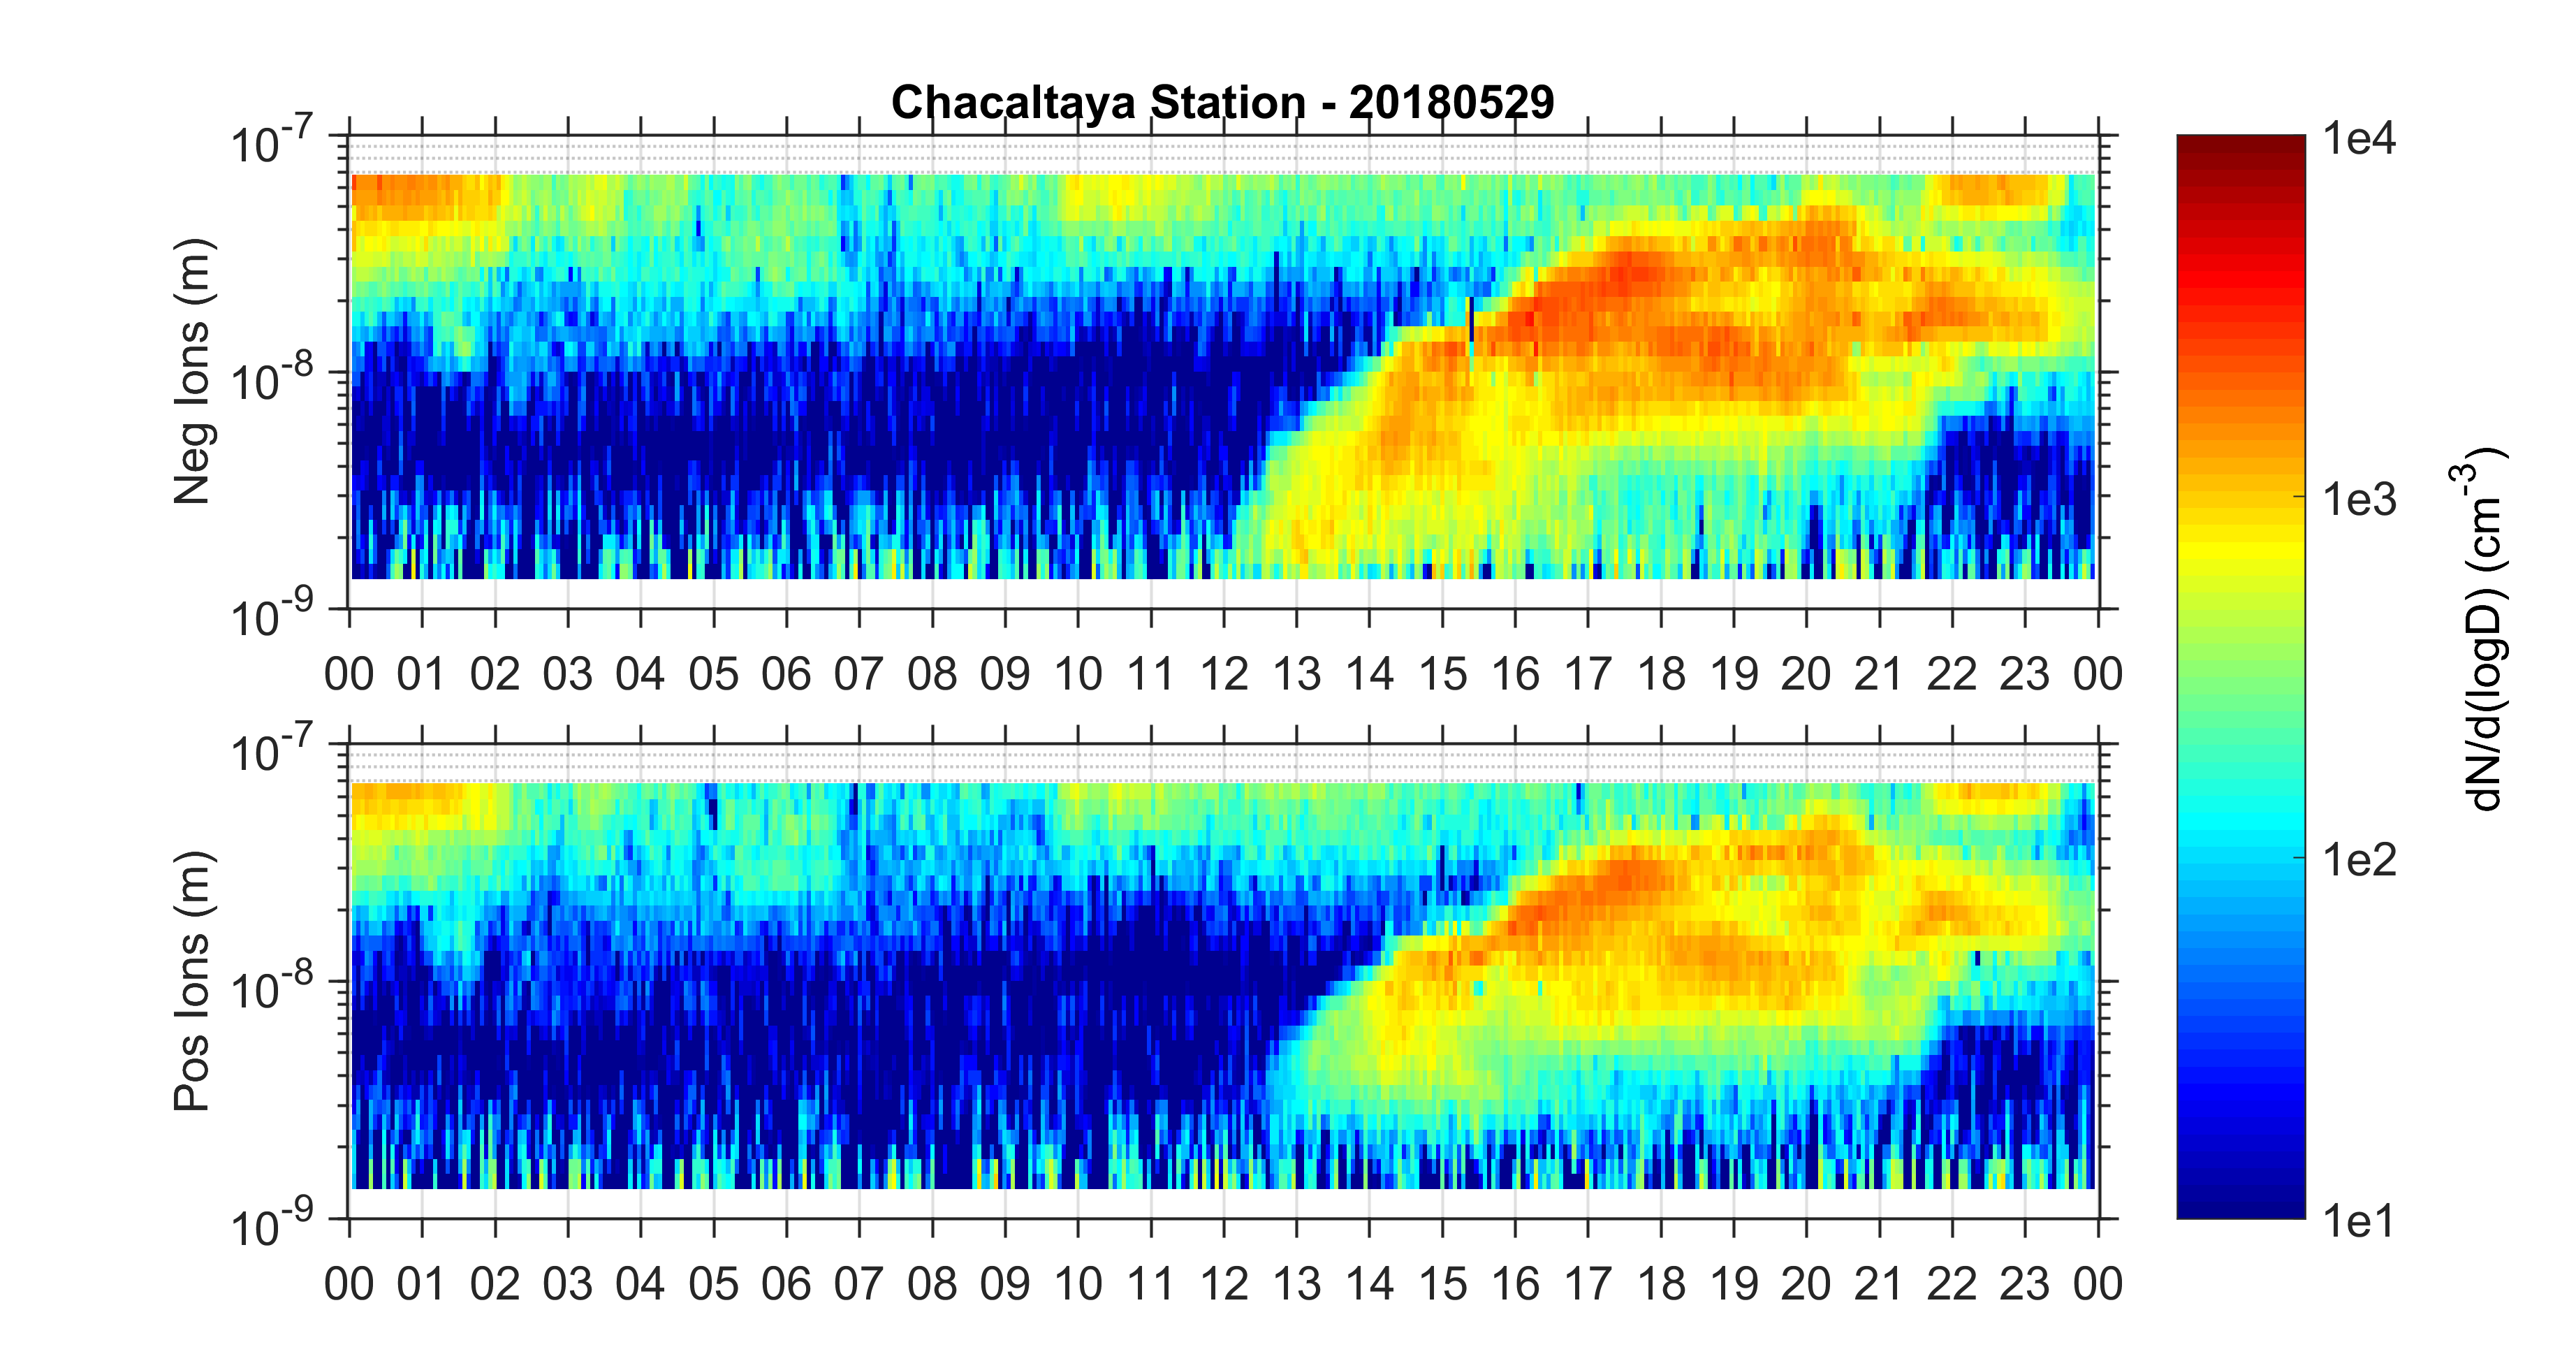 Chacaltaya Station - 20180529
Neg Ions (m)
10⁻⁷
10⁻⁸
10⁻⁹
00 01 02 03 04 05 06 07 08 09 10 11 12 13 14 15 16 17 18 19 20 21 22 23 00
Pos Ions (m)
10⁻⁷
10⁻⁸
10⁻⁹
00 01 02 03 04 05 06 07 08 09 10 11 12 13 14 15 16 17 18 19 20 21 22 23 00
1e4
1e3
1e2
1e1
dN/d(logD) (cm⁻³)